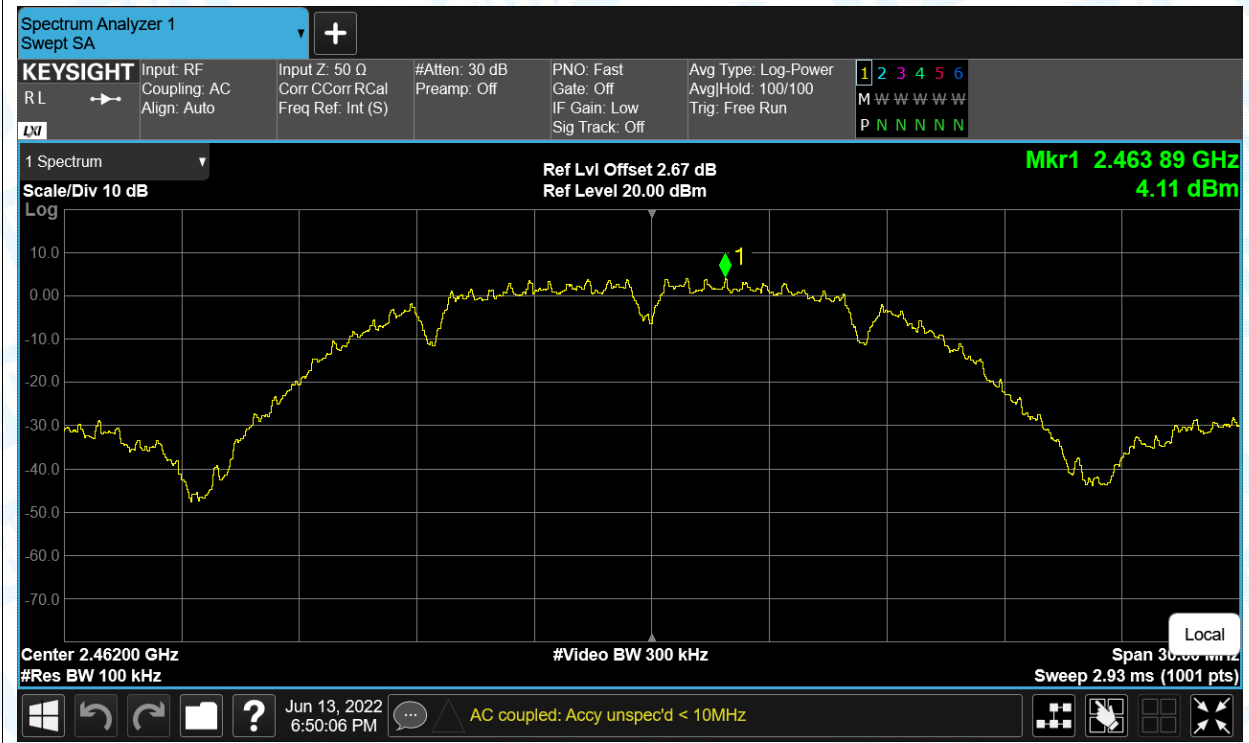 Spectrum Analyzer 1
Swept SA
KEYSIGHT
R L
LXI
Input: RF
Coupling: AC
Align: Auto
Input Z: 50 Ω
Corr CCorr RCal
Freq Ref: Int (S)
#Atten: 30 dB
Preamp: Off
PNO: Fast
Gate: Off
IF Gain: Low
Sig Track: Off
Avg Type: Log-Power
Avg|Hold: 100/100
Trig: Free Run
1 2 3 4 5 6
M W W W W W
P N N N N N
1 Spectrum
Scale/Div 10 dB
Log
Ref Lvl Offset 2.67 dB
Ref Level 20.00 dBm
Mkr1 2.463 89 GHz
4.11 dBm
1
10.0
0.00
-10.0
-20.0
-30.0
-40.0
-50.0
-60.0
-70.0
Local
Center 2.46200 GHz
#Video BW 300 kHz
Span 30.00 MHz
#Res BW 100 kHz
Sweep 2.93 ms (1001 pts)
?
Jun 13, 2022
6:50:06 PM
AC coupled: Accy unspec'd < 10MHz